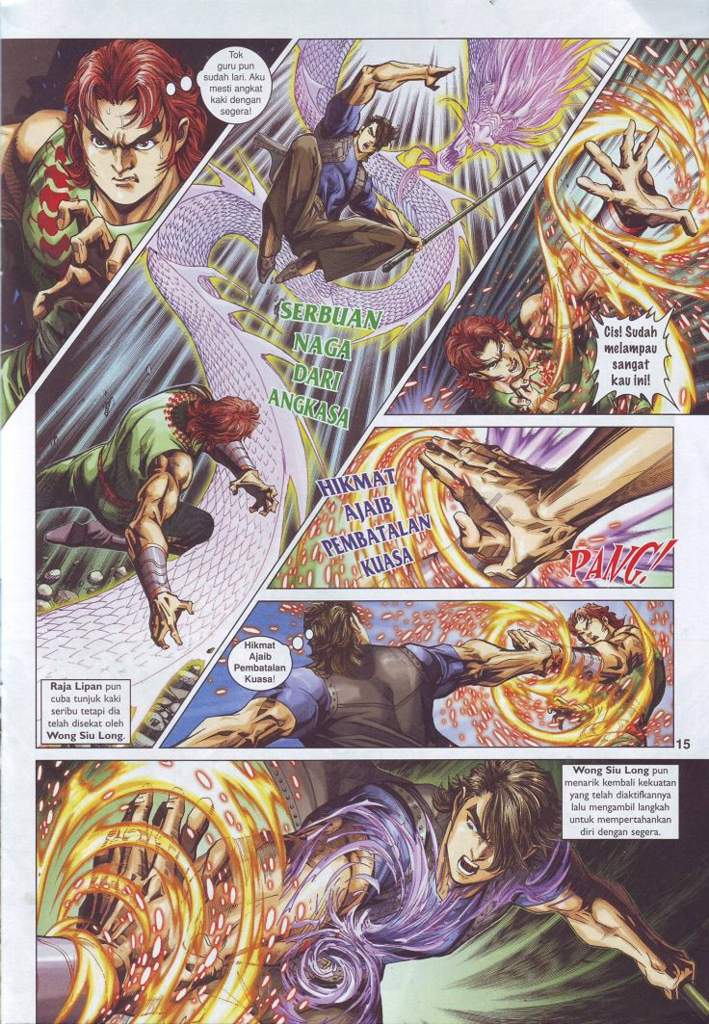 Tok
guru pun
sudah lari. Aku
mesti angkat
kaki dengan
segera!
SERBUAN
NAGA
DARI
ANGKASA
Cis! Sudah
melampau
sangat
kau ini!
Raja Lipan pun
cuba tunjuk kaki
seribu tetapi dia
telah disekat oleh
Wong Siu Long.
HIKMAT
AJAIB
PEMBATALAN
KUASA
PANG!
Hikmat
Ajaib
Pembatalan
Kuasa!
15
Wong Siu Long pun
menarik kembali kekuatan
yang telah diaktifkannya
lalu mengambil langkah
untuk mempertahankan
diri dengan segera.